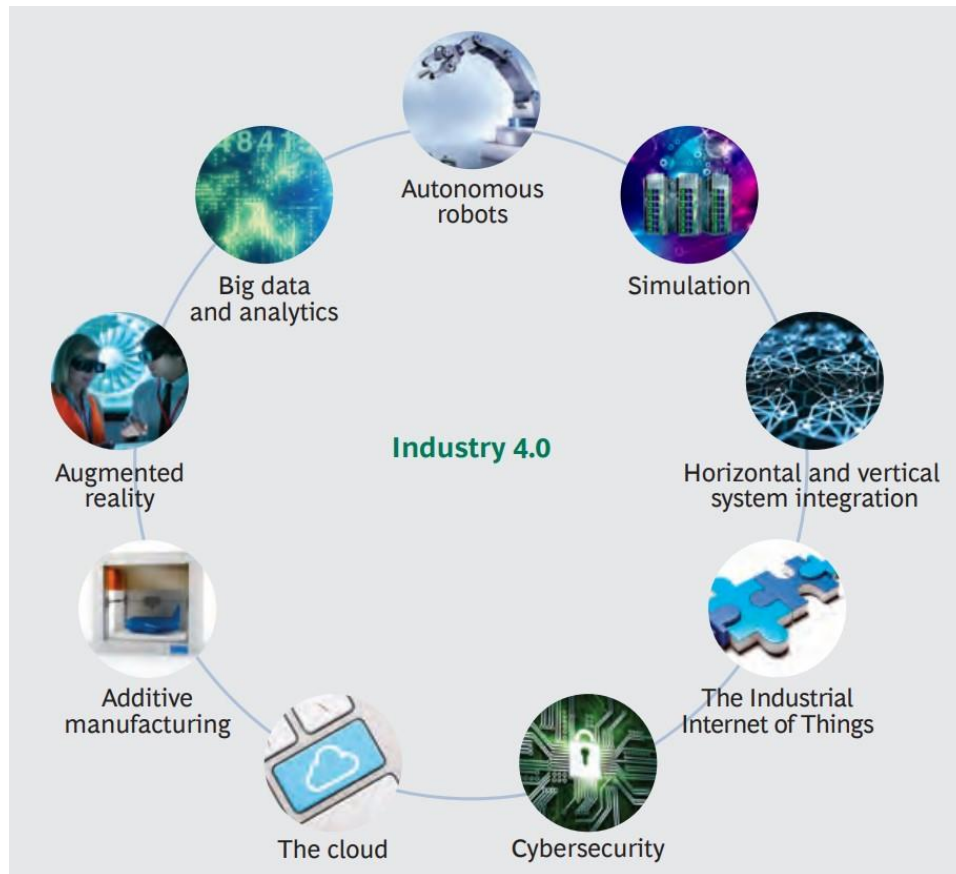 Autonomous
robots
Simulation
Horizontal and vertical
system integration
The Industrial
Internet of Things
Cybersecurity
The cloud
Additive
manufacturing
Augmented
reality
Big data
and analytics
Industry 4.0